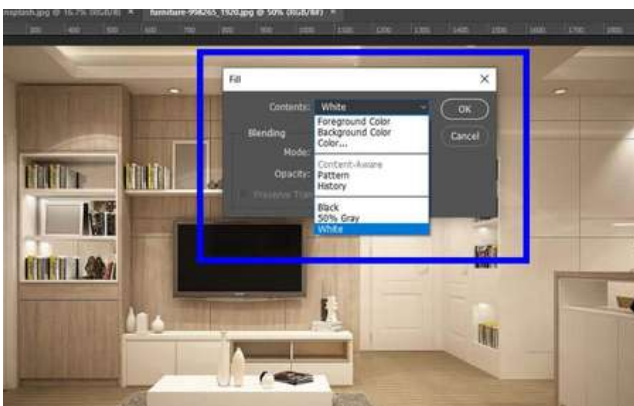 furniture-998265_1920.jpg @ 50% (RGB/8#)
Fill
Contents: White
OK
Foreground Color
Background Color
Color...
Blending
Cancel
Mode:
Content-Aware
Opacity:
Pattern
History
Black
50% Gray
White